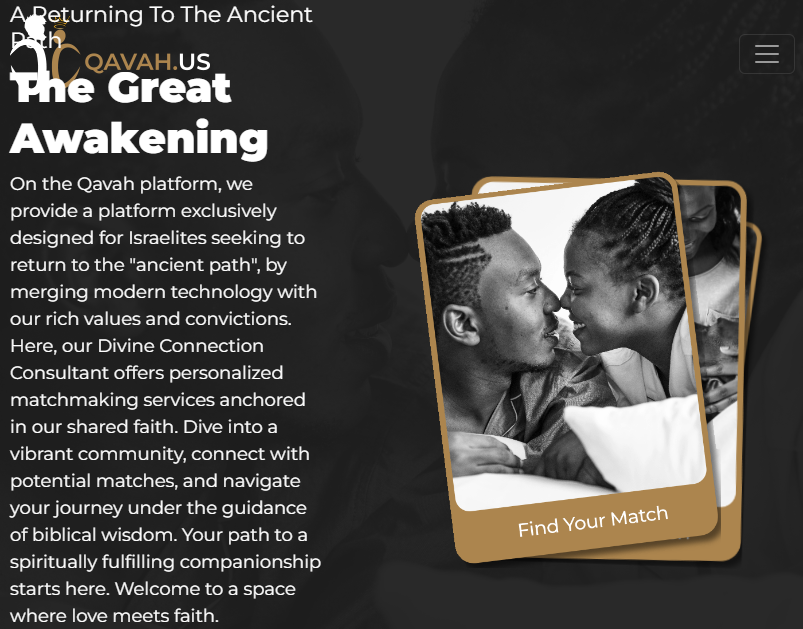 A Returning To The Ancient
Path
QAVAH.US
The Great
Awakening
On the Qavah platform, we
provide a platform exclusively
designed for Israelites seeking to
return to the "ancient path", by
merging modern technology with
our rich values and convictions.
Here, our Divine Connection
Consultant offers personalized
matchmaking services anchored
in our shared faith. Dive into a
vibrant community, connect with
potential matches, and navigate
your journey under the guidance
of biblical wisdom. Your path to a
spiritually fulfilling companionship
starts here. Welcome to a space
where love meets faith.
Find Your Match